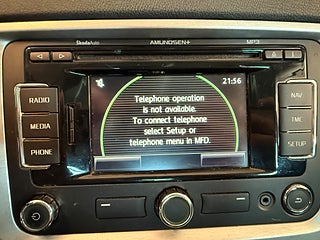 SkodaAuto AMUNDSEN+ MP3
21:56
RADIO
MEDIA
PHONE
Telephone operation
is not available.
To connect telephone
select Setup or
telephone menu in MFD.
NAV
TMC
SETUP